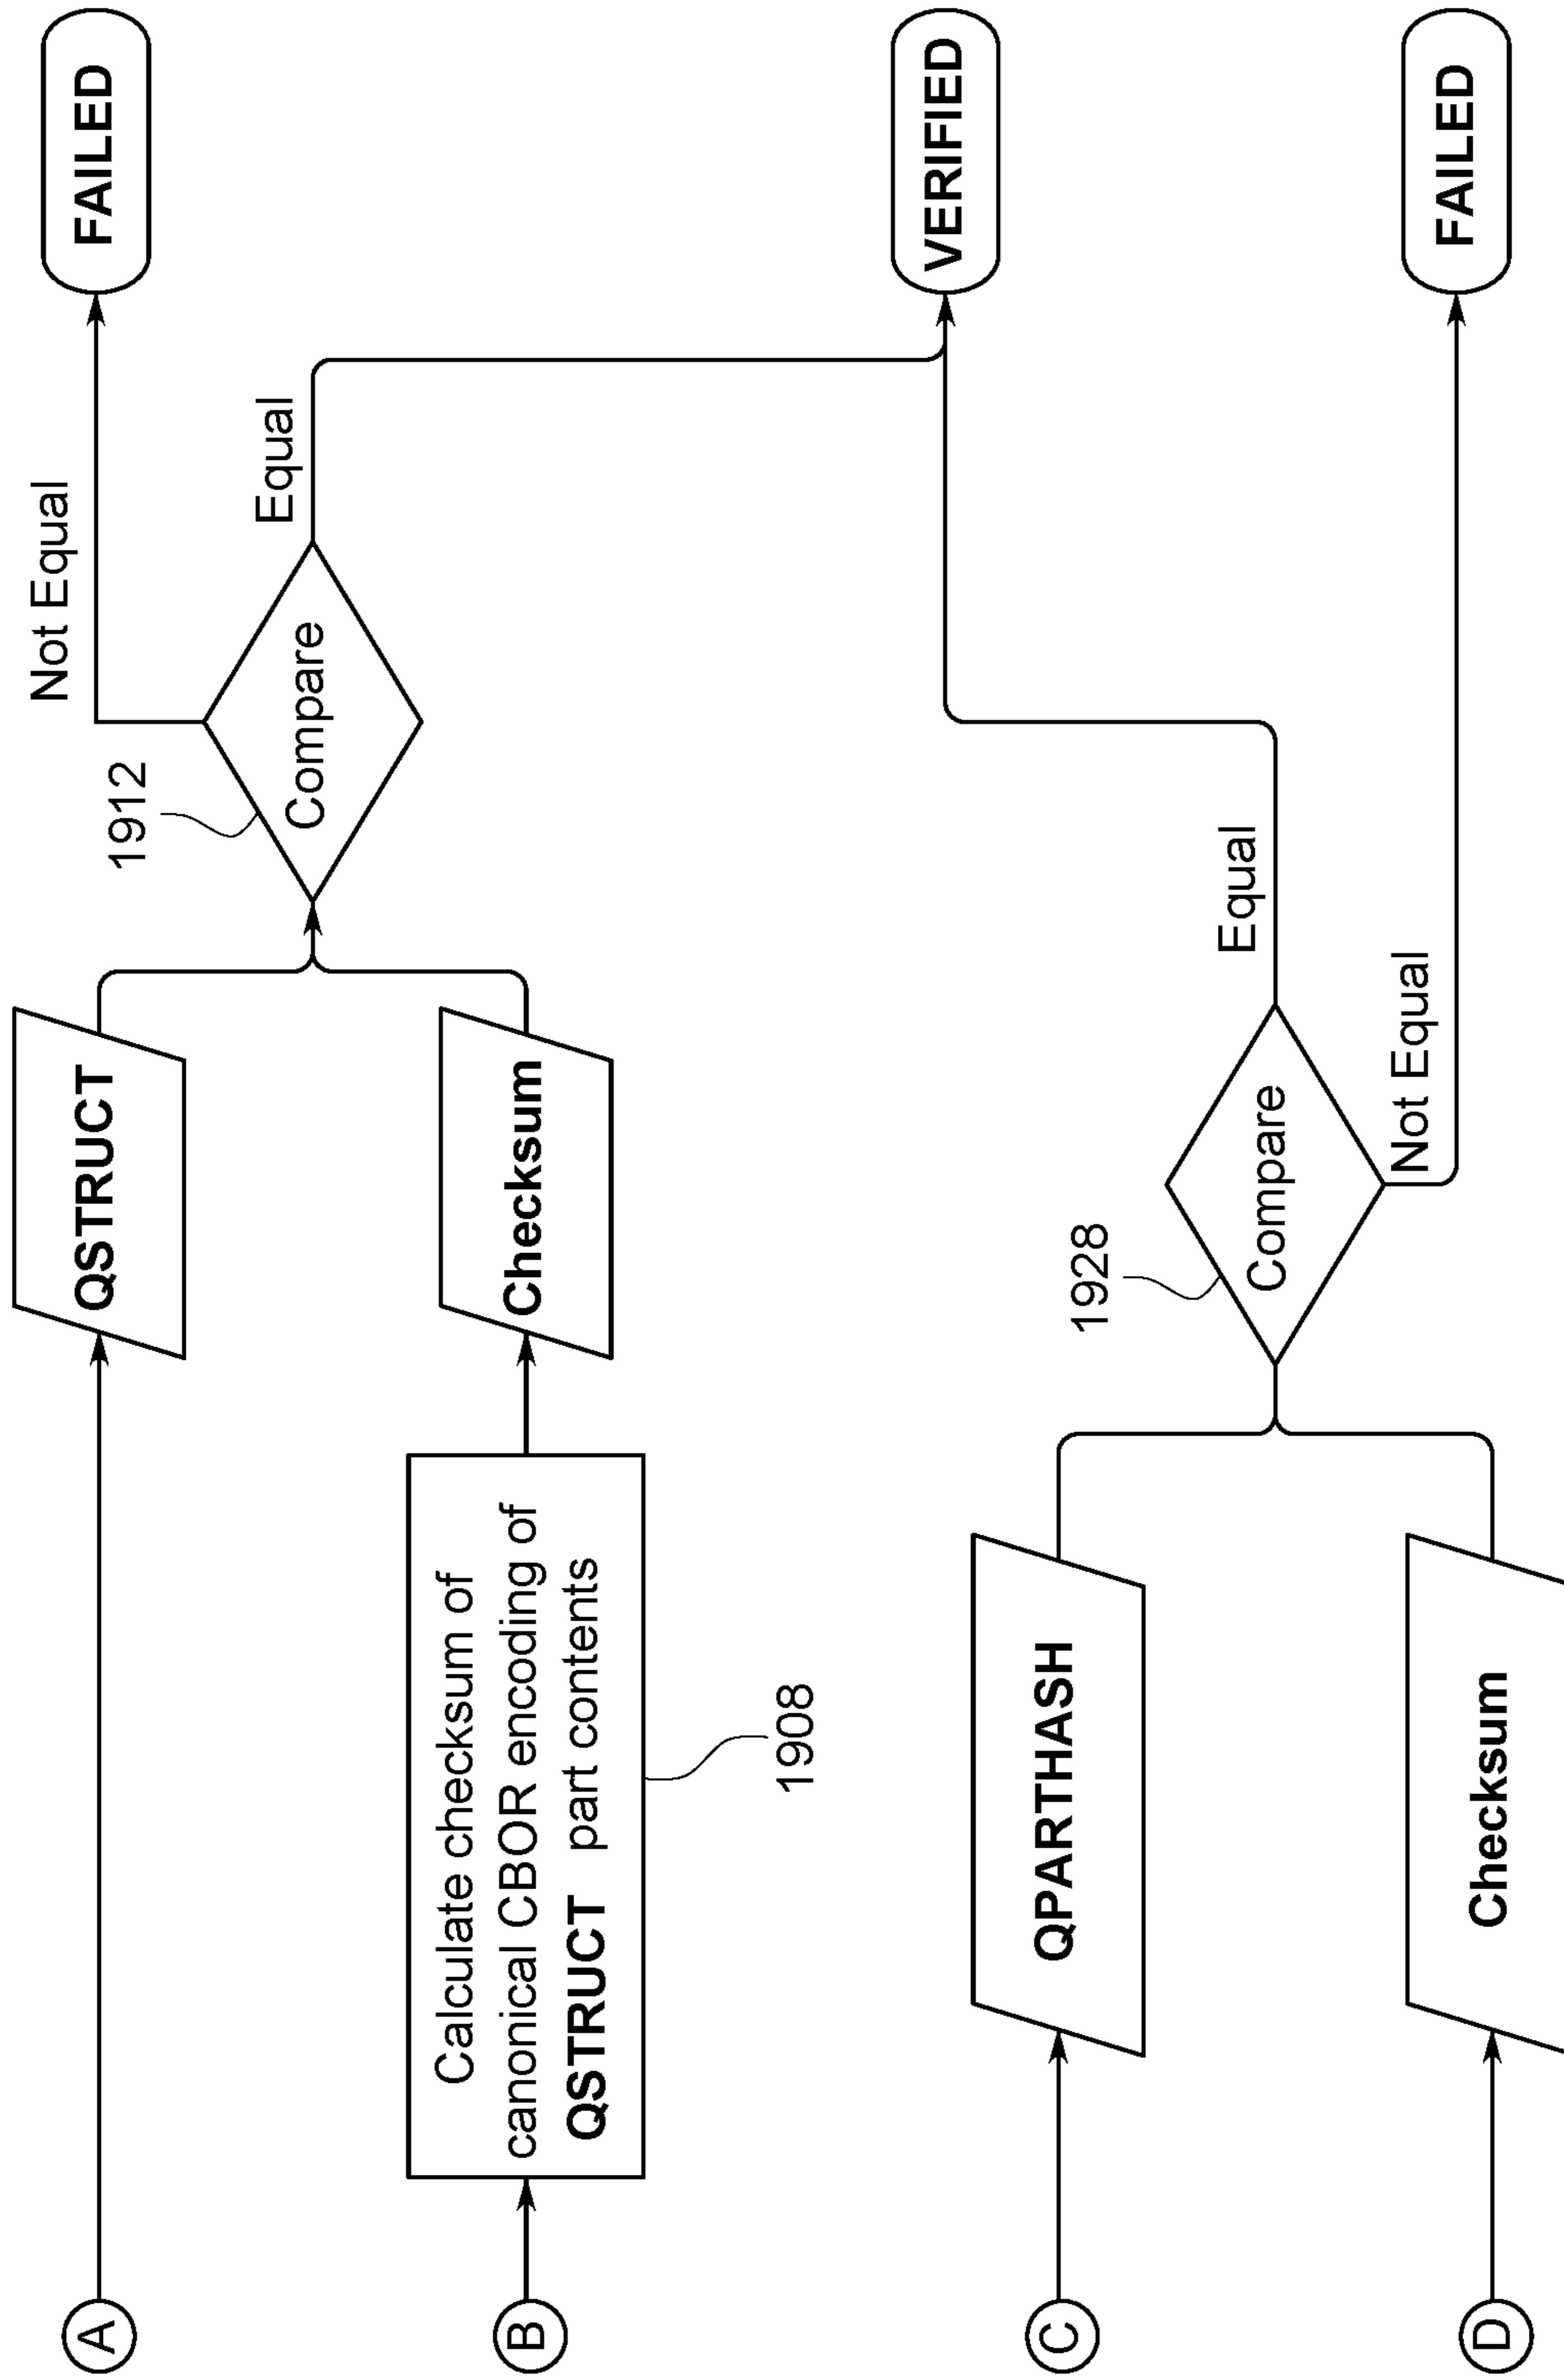 A
QSTRUCT
1912
Compare
Not Equal
FAILED
Equal
B
Calculate checksum of
canonical CBOR encoding of
QSTRUCT part contents
1908
Checksum
VERIFIED
C
QPARTHASH
1928
Compare
Equal
Not Equal
FAILED
D
Checksum